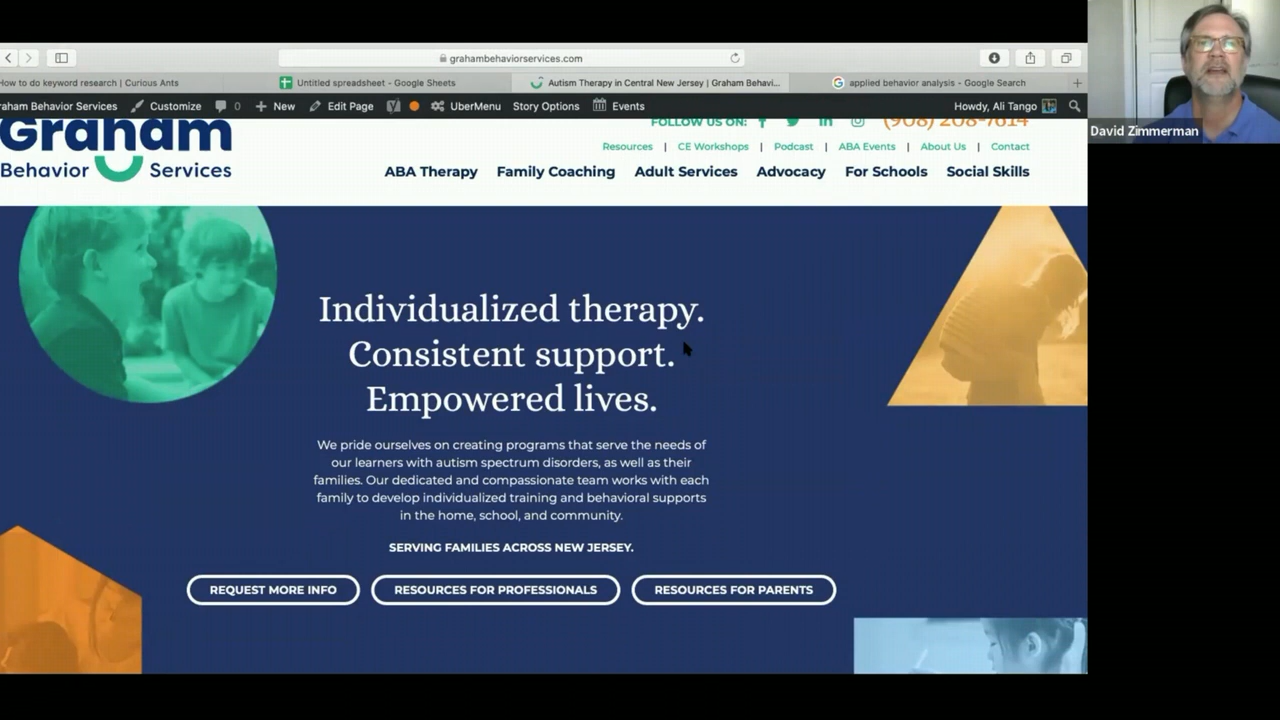 grahambehaviorservices.com
How to do keyword research | Curious Ants
Untitled spreadsheet - Google Sheets
Autism Therapy in Central New Jersey | Graham Behavi...
applied behavior analysis - Google Search
raham Behavior Services
Customize
0
New
Edit Page
UberMenu
Story Options
Events
Howdy, Ali Tango
David Zimmerman
Graham
Behavior Services
FOLLOW US ON:
(908) 208-7614
Resources | CE Workshops | Podcast | ABA Events | About Us | Contact
ABA Therapy Family Coaching Adult Services Advocacy For Schools Social Skills
Individualized therapy.
Consistent support.
Empowered lives.
We pride ourselves on creating programs that serve the needs of
our learners with autism spectrum disorders, as well as their
families. Our dedicated and compassionate team works with each
family to develop individualized training and behavioral supports
in the home, school, and community.
SERVING FAMILIES ACROSS NEW JERSEY.
REQUEST MORE INFO
RESOURCES FOR PROFESSIONALS
RESOURCES FOR PARENTS